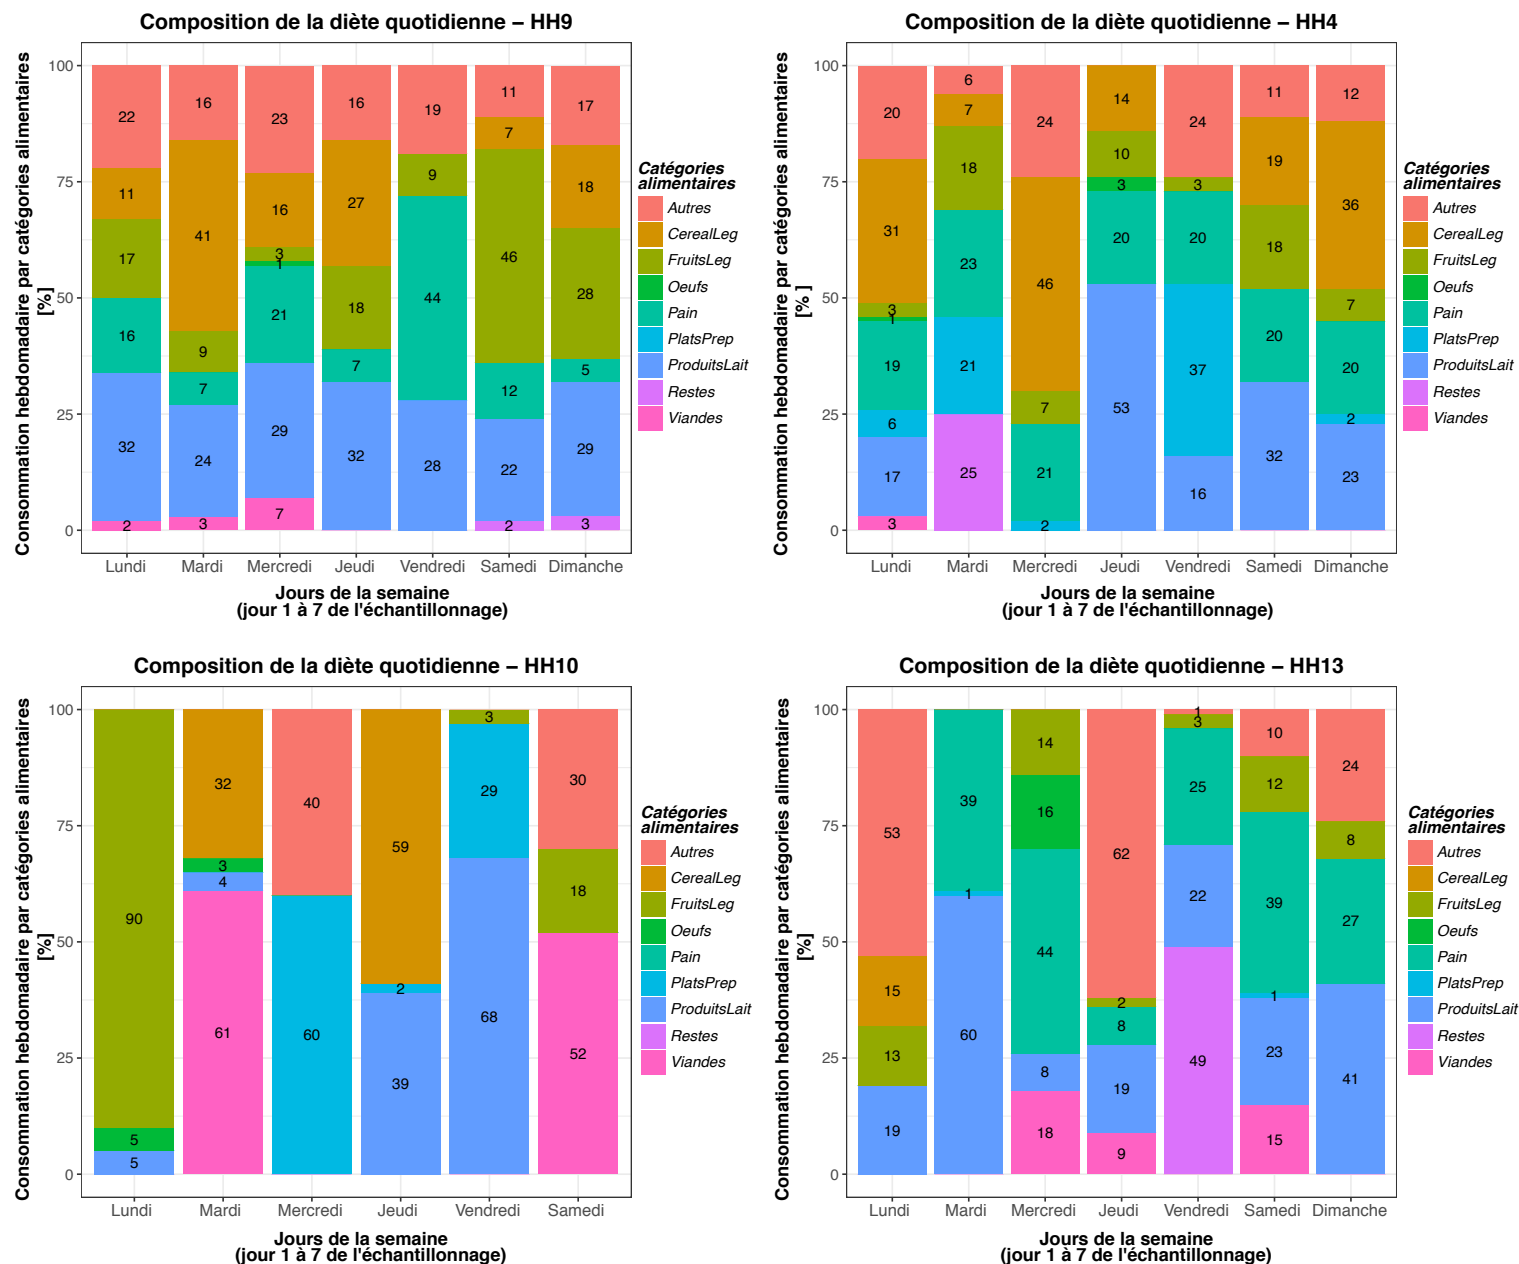 Composition de la diète quotidienne – HH9
Consommation hebdomadaire par catégories alimentaires
[%]
100
75
50
25
0
22
11
17
16
32
2
16
41
9
7
24
3
23
16
3
1
21
29
7
16
27
18
7
32
19
9
44
28
11
7
46
12
22
2
17
18
28
5
29
3
Lundi Mardi Mercredi Jeudi Vendredi Samedi Dimanche
Jours de la semaine
(jour 1 à 7 de l'échantillonnage)
Catégories
alimentaires
Autres
CerealLeg
FruitsLeg
Oeufs
Pain
PlatsPrep
ProduitsLait
Restes
Viandes
Composition de la diète quotidienne – HH4
Consommation hebdomadaire par catégories alimentaires
[% ]
100
75
50
25
0
20
31
3
1
19
6
17
3
6
7
18
23
21
25
24
46
7
21
2
14
10
3
20
53
24
3
20
37
16
11
19
18
20
32
12
36
7
20
2
23
Lundi Mardi Mercredi Jeudi Vendredi Samedi Dimanche
Jours de la semaine
(jour 1 à 7 de l'échantillonnage)
Catégories
alimentaires
Autres
CerealLeg
FruitsLeg
Oeufs
Pain
PlatsPrep
ProduitsLait
Restes
Viandes
Composition de la diète quotidienne – HH10
Consommation hebdomadaire par catégories alimentaires
[%]
100
75
50
25
0
90
5
5
32
3
4
61
40
60
59
2
39
3
29
68
30
18
52
Lundi Mardi Mercredi Jeudi Vendredi Samedi
Jours de la semaine
(jour 1 à 7 de l'échantillonnage)
Catégories
alimentaires
Autres
CerealLeg
FruitsLeg
Oeufs
Pain
PlatsPrep
ProduitsLait
Restes
Viandes
Composition de la diète quotidienne – HH13
Consommation hebdomadaire par catégories alimentaires
[%]
100
75
50
25
0
53
15
13
19
39
1
60
14
16
44
8
18
62
2
8
19
9
1
3
25
22
49
10
12
39
1
23
15
24
8
27
41
Lundi Mardi Mercredi Jeudi Vendredi Samedi Dimanche
Jours de la semaine
(jour 1 à 7 de l'échantillonnage)
Catégories
alimentaires
Autres
CerealLeg
FruitsLeg
Oeufs
Pain
PlatsPrep
ProduitsLait
Restes
Viandes